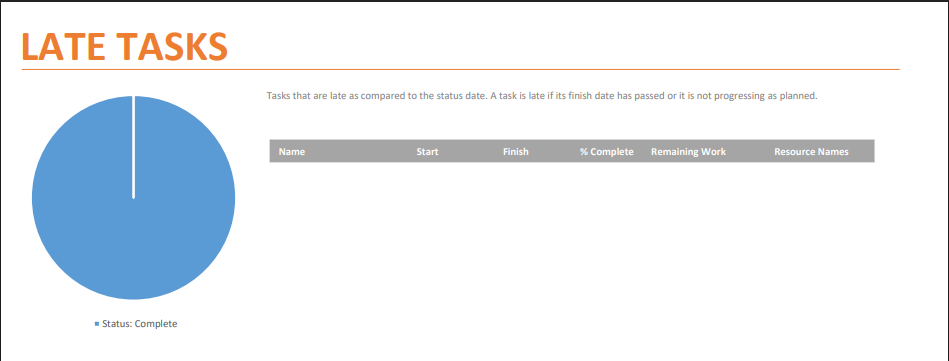 LATE TASKS
Tasks that are late as compared to the status date. A task is late if its finish date has passed or it is not progressing as planned.
Name Start Finish % Complete Remaining Work Resource Names
Status: Complete